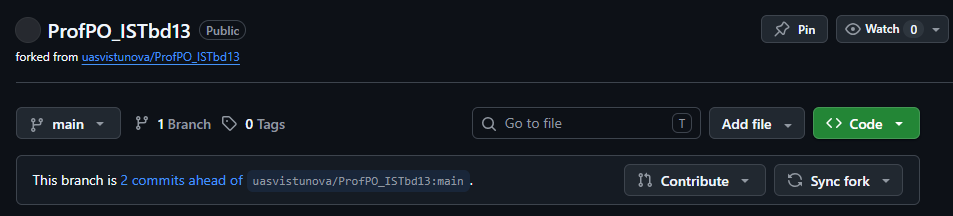 ProfPO_ISTbd13 Public Pin Watch 0
forked from uasvistunova/ProfPO_ISTbd13
main 1 Branch 0 Tags Go to file T Add file Code
This branch is 2 commits ahead of uasvistunova/ProfPO_ISTbd13:main. Contribute Sync fork